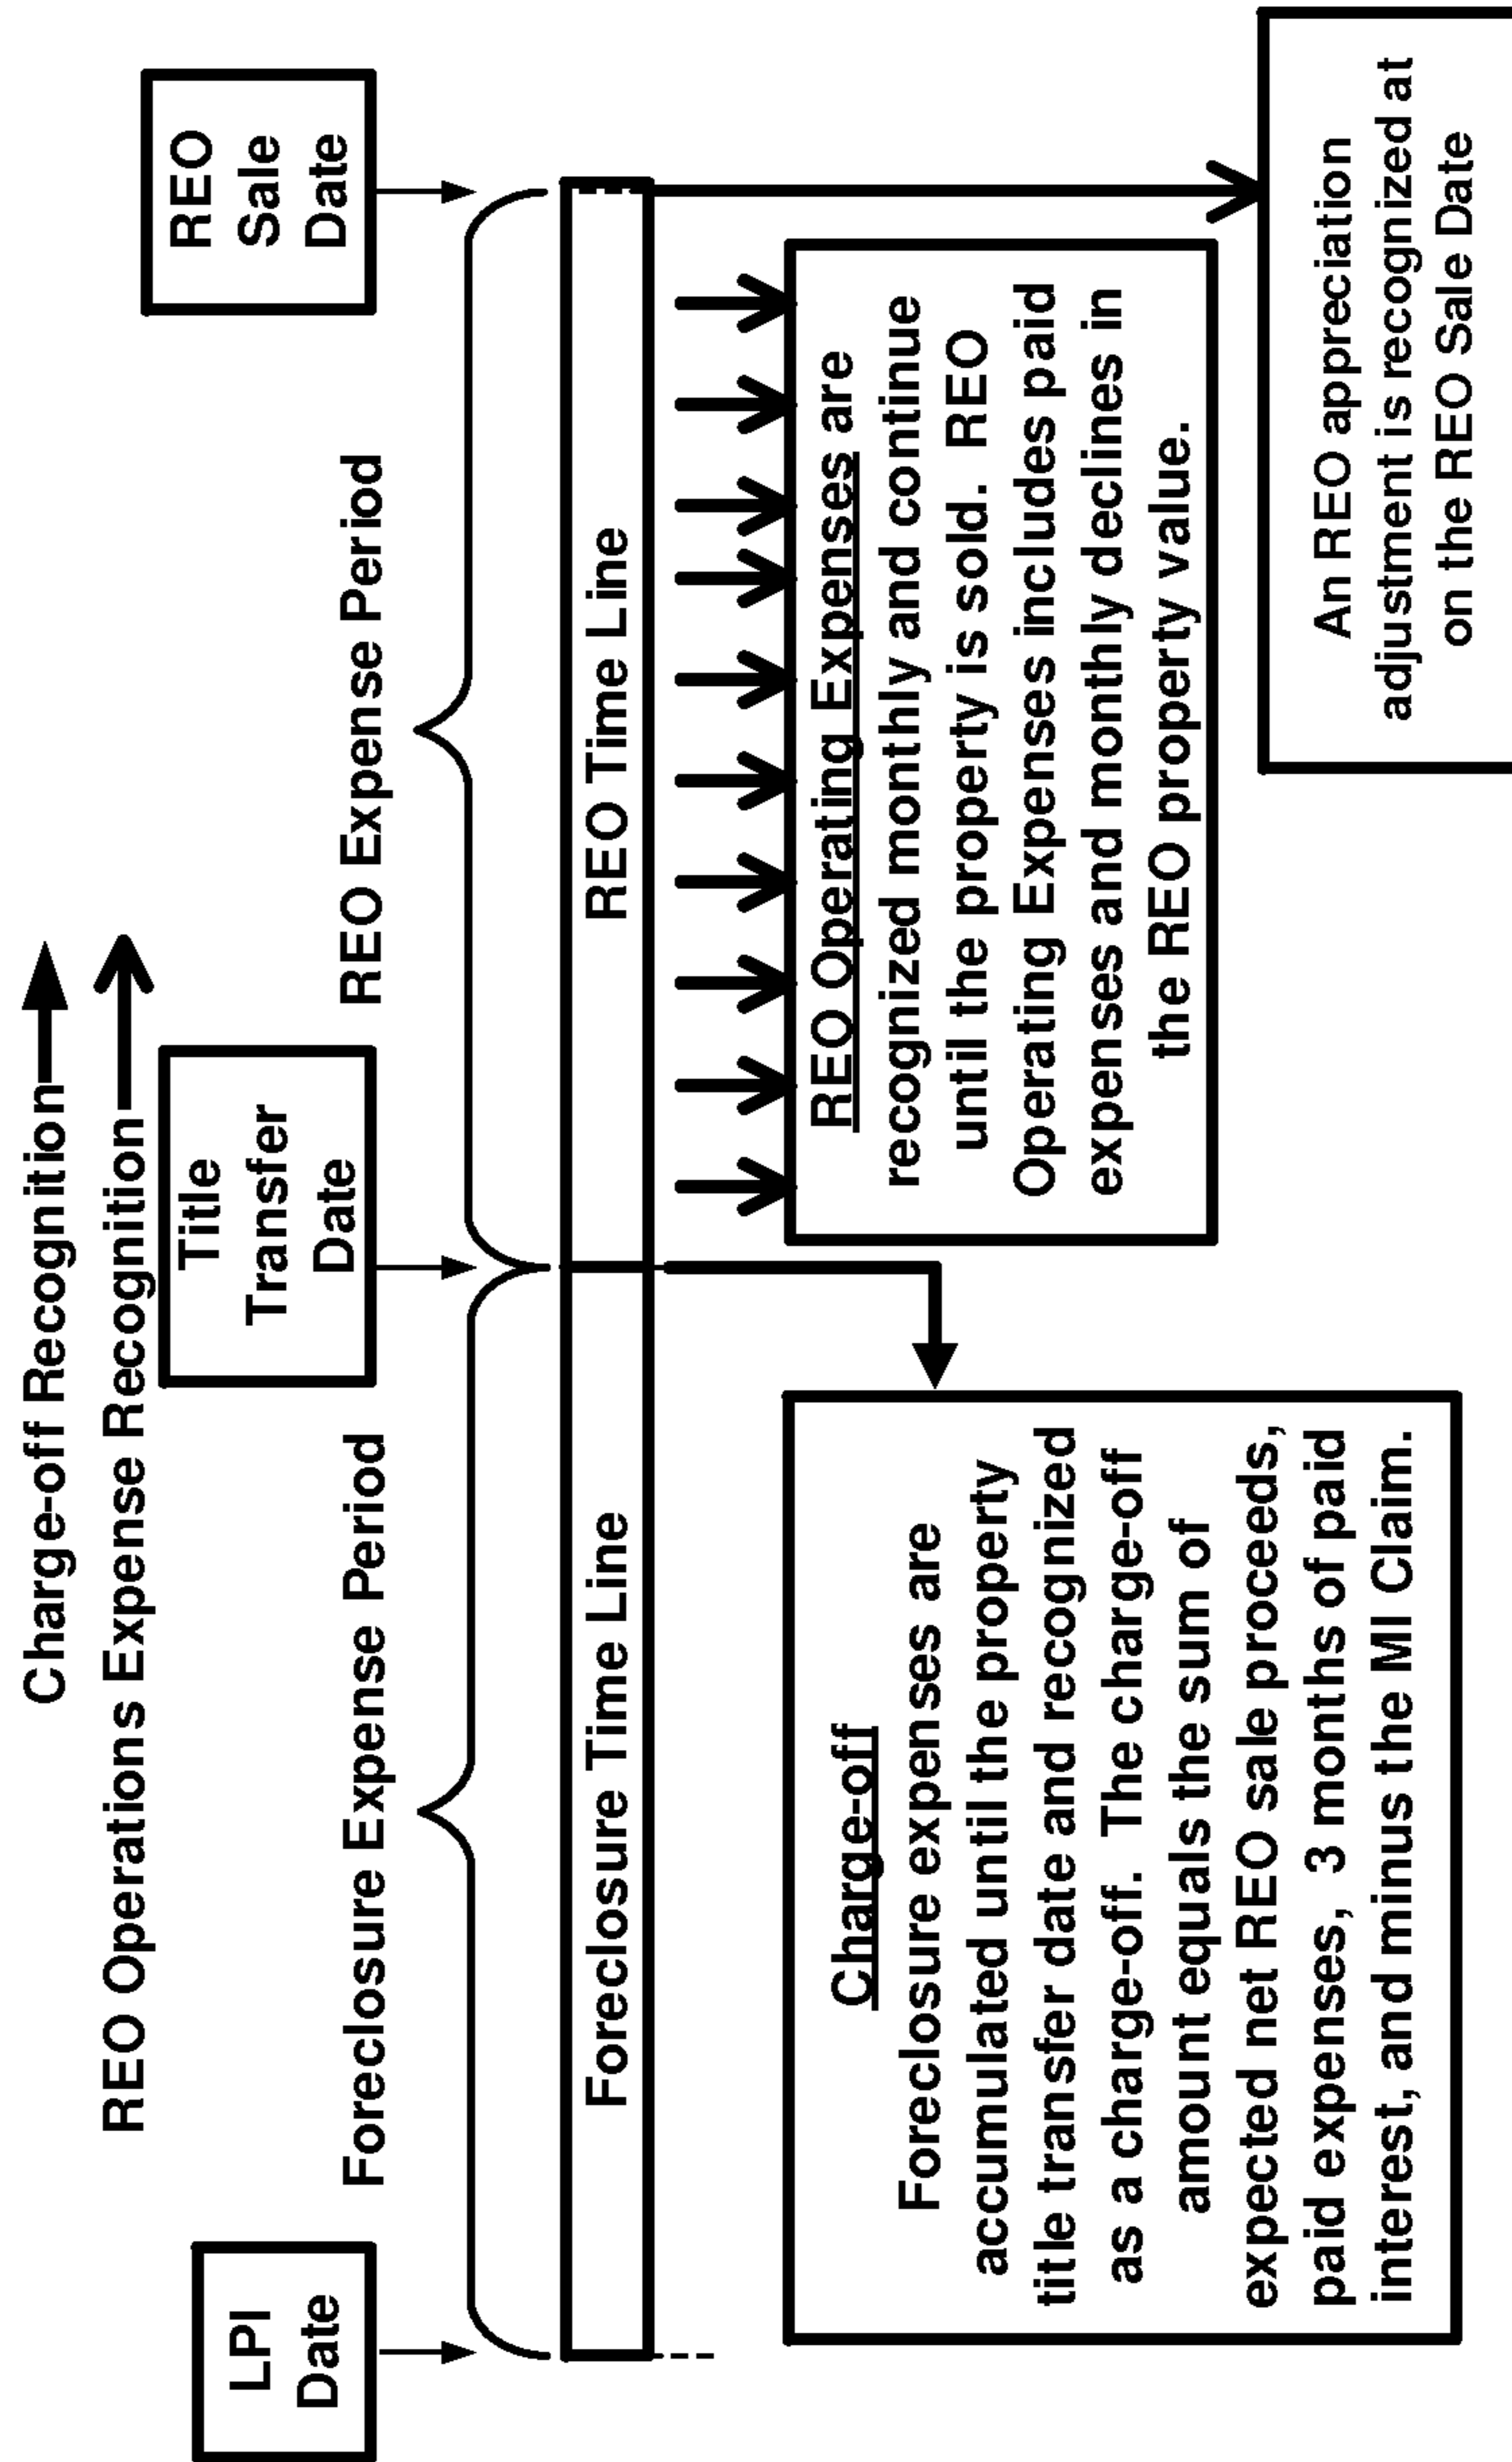 Charge-off Recognition
REO Operations Expense Recognition
LPI
Date
Title
Transfer
Date
REO
Sale
Date
Foreclosure Expense Period
REO Expense Period
Foreclosure Time Line
REO Time Line
Charge-off
Foreclosure expenses are
accumulated until the property
title transfer date and recognized
as a charge-off. The charge-off
amount equals the sum of
expected net REO sale proceeds,
paid expenses, 3 months of paid
interest, and minus the MI Claim.
REO Operating Expenses are
recognized monthly and continue
until the property is sold. REO
Operating Expenses includes paid
expenses and monthly declines in
the REO property value.
An REO appreciation
adjustment is recognized at
on the REO Sale Date